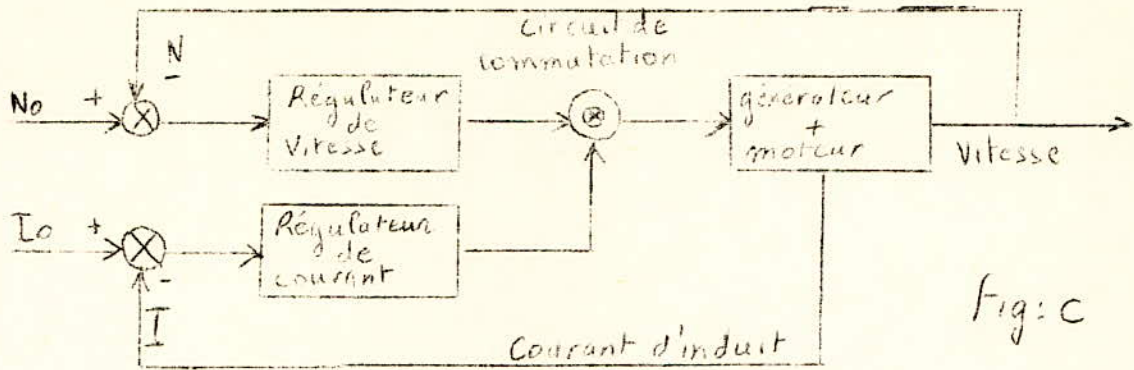 Circuit de
commutation
N
-
No +
Régulateur
de
Vitesse
générateur
+
moteur
Vitesse
Io +
-
Régulateur
de
courant
I
Courant d'induit
Fig: C